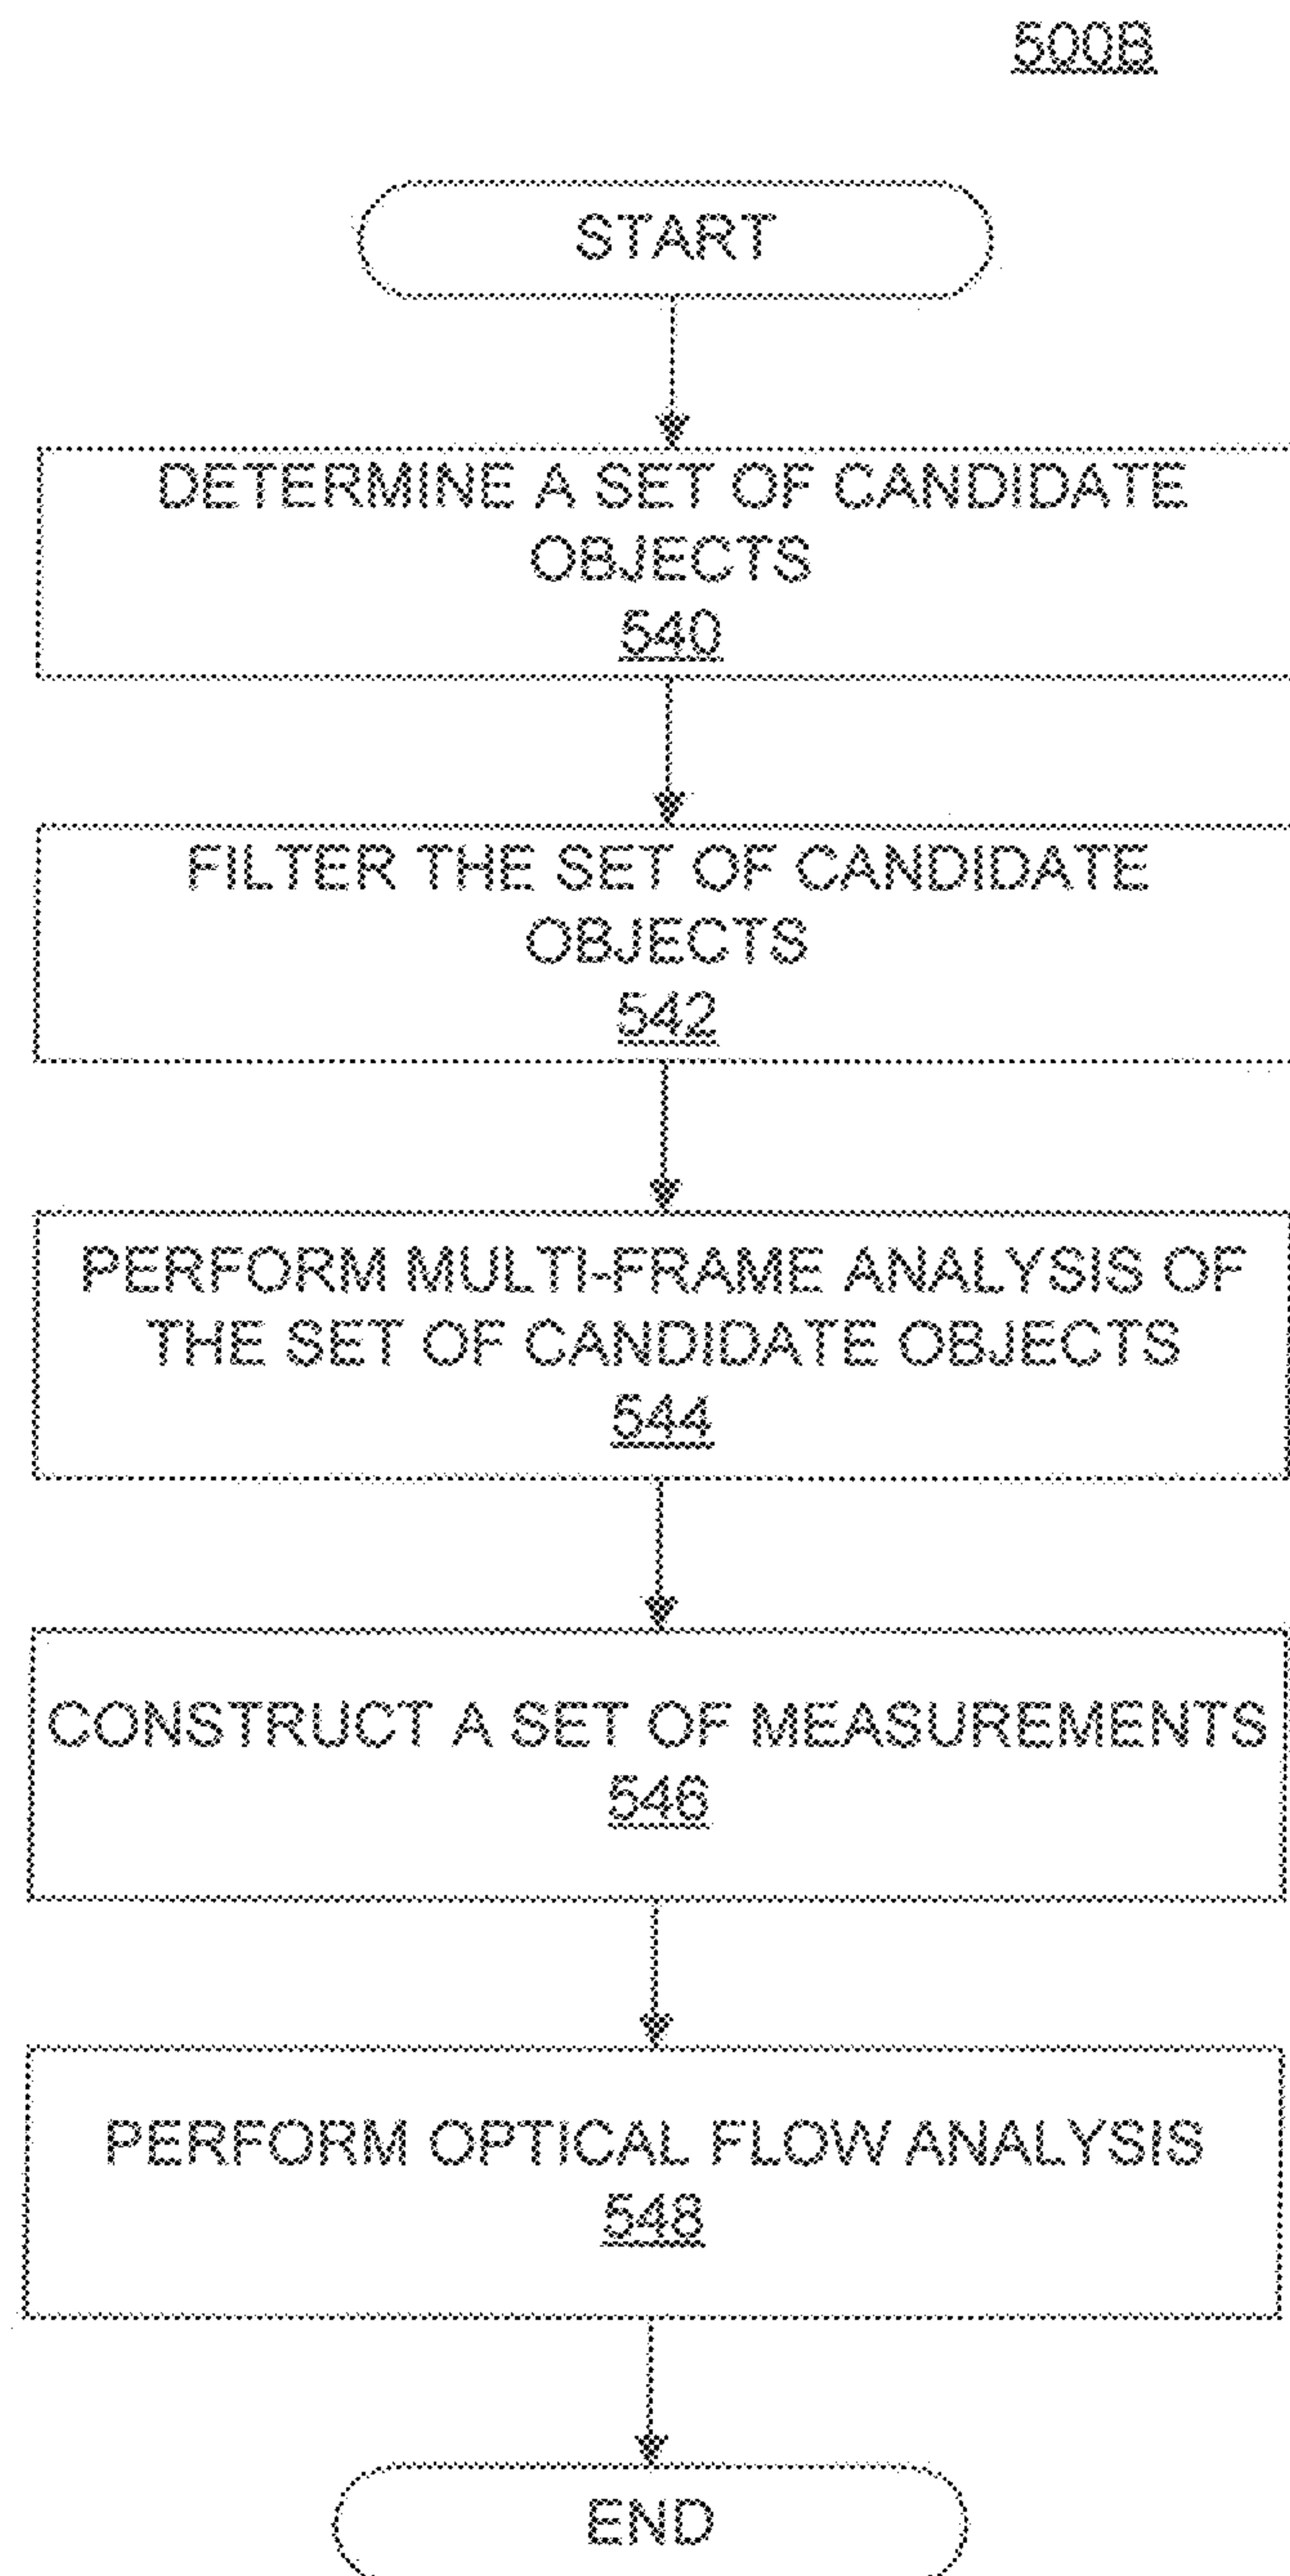 500B
START
DETERMINE A SET OF CANDIDATE
OBJECTS
540
FILTER THE SET OF CANDIDATE
OBJECTS
542
PERFORM MULTI-FRAME ANALYSIS OF
THE SET OF CANDIDATE OBJECTS
544
CONSTRUCT A SET OF MEASUREMENTS
546
PERFORM OPTICAL FLOW ANALYSIS
548
END